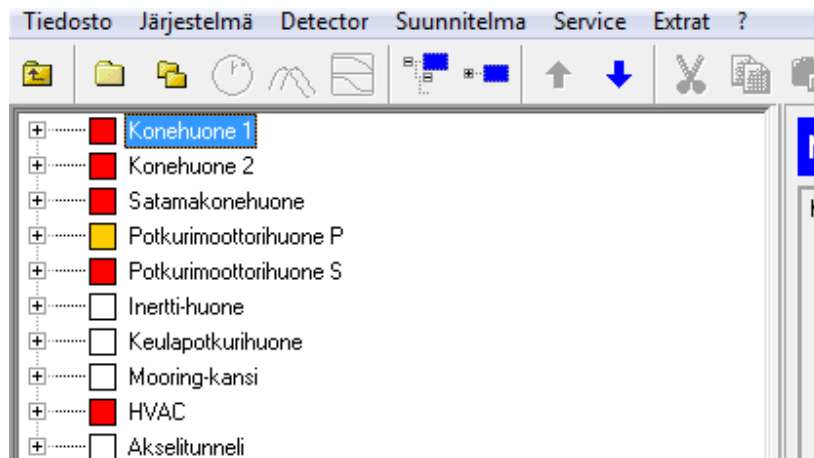 Tiedosto Järjestelmä Detector Suunnitelma Service Extrat ?
Konehuone 1
Konehuone 2
Satamakonehuone
Potkurimoottorihuone P
Potkurimoottorihuone S
Inertti-huone
Keulapotkurihuone
Mooring-kansi
HVAC
Akselitunneli